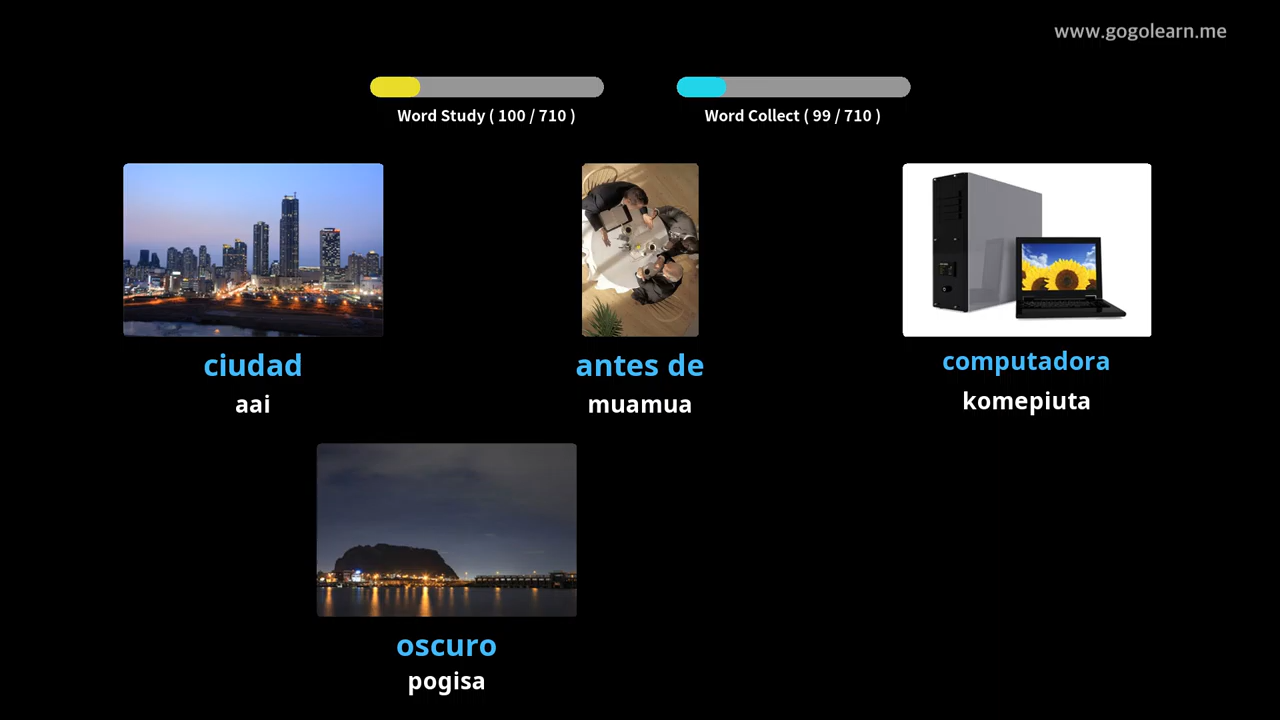 www.gogolearn.me
Word Study ( 100 / 710 )
Word Collect ( 99 / 710 )
ciudad
aai
antes de
muamua
computadora
komepiuta
oscuro
pogisa